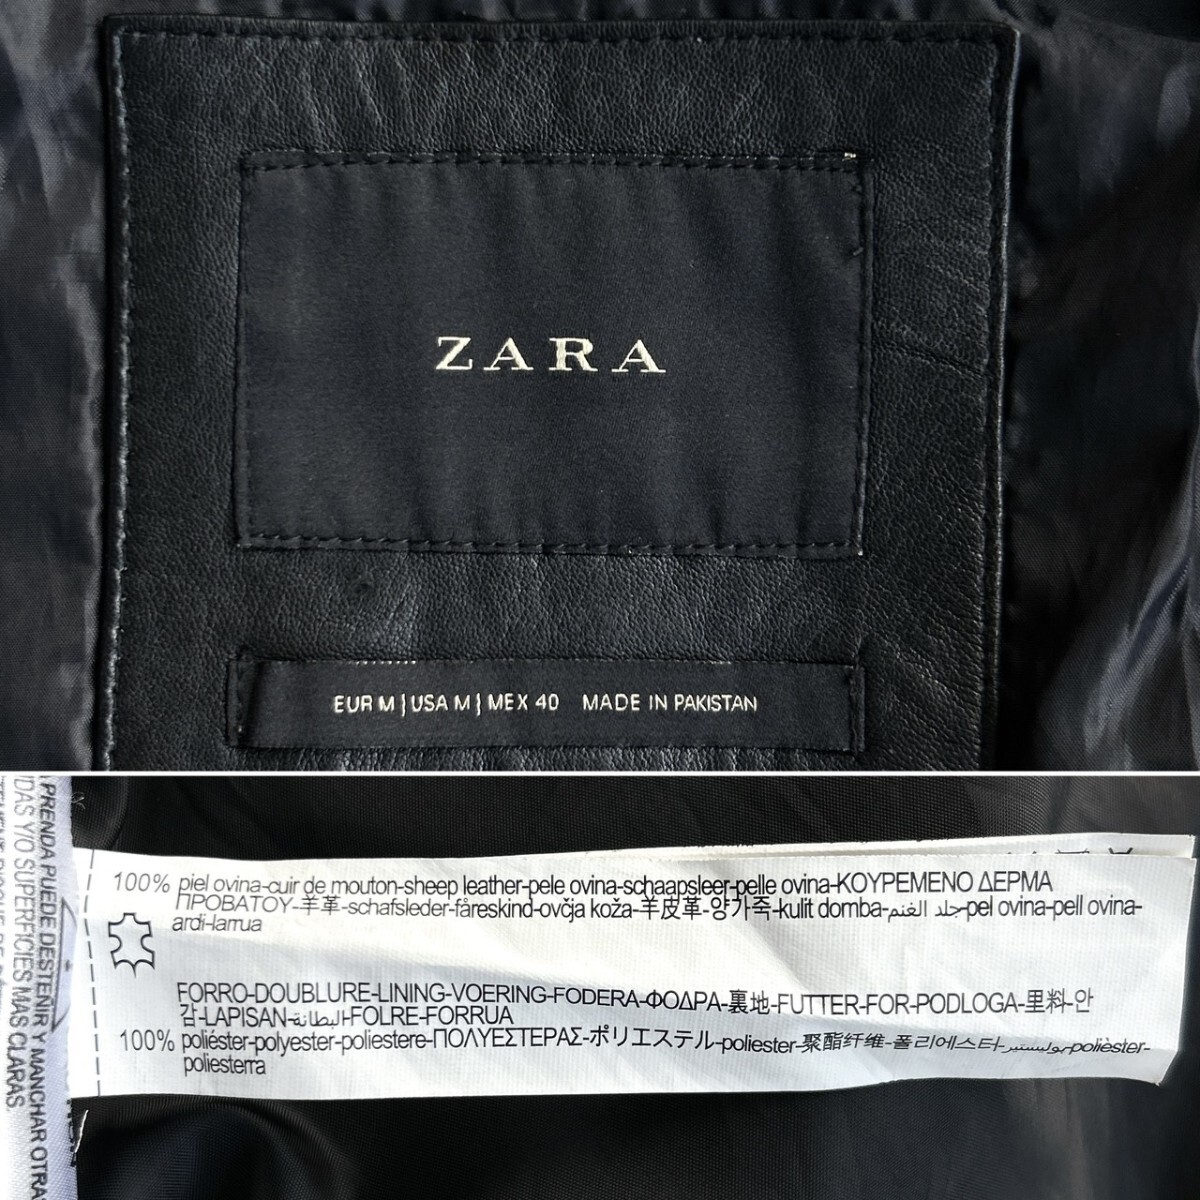 ZARA
EUR M | USA M | MEX 40 MADE IN PAKISTAN
PRENDA PUEDE DESTEÑIR Y MANCHAR OTRAS
Y/O SUPERFICIES MAS CLARAS.
100% piel ovina-cuir de mouton-sheep leather-pele ovina-schaapsleer-pelle ovina-ΚΟΥΡΕΜΕΝΟ ΔΕΡΜΑ
ΠΡΟΒΑΤΟΥ-羊革-schafsleder-fåreskind-ovčja koža-羊皮革-양가죽-kulit domba-جلد الغنم-pel ovina-pell ovina-
ardi-larrua
FORRO-DOUBLURE-LINING-VOERING-FODERA-ΦΟΔΡΑ-裏地-FUTTER-FOR-PODLOGA-里料-안
감-LAPISAN-البطانة-FOLRE-FORRUA
100% poliéster-polyester-poliestere-ΠΟΛΥΕΣΤΕΡΑΣ-ポリエステル-poliester-聚酯纤维-폴리에스터-بوليستير-polièster-
poliesterra